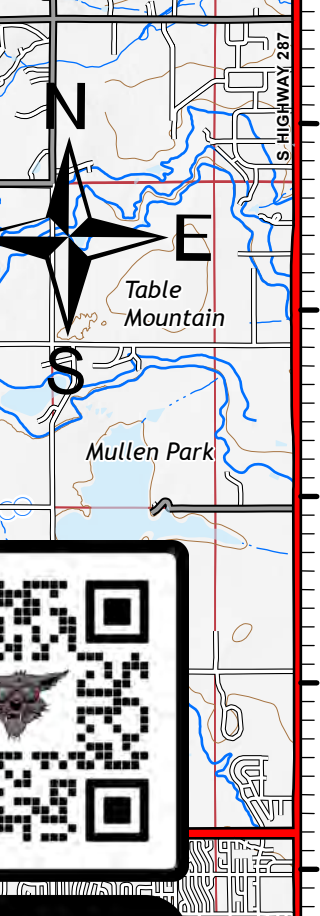 S HIGHWAY 287
N
E
Table
Mountain
S
Mullen Park